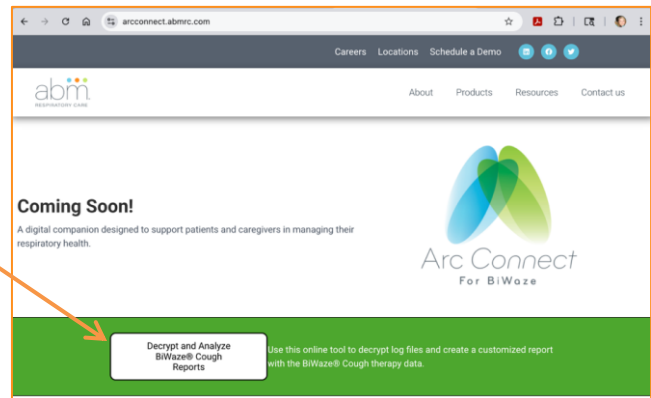 arcconnect.abmrc.com
Careers Locations Schedule a Demo
abm
RESPIRATORY CARE
About Products Resources Contact us
Coming Soon!
A digital companion designed to support patients and caregivers in managing their
respiratory health.
Arc Connect
For BiWaze
Decrypt and Analyze
BiWaze® Cough
Reports
Use this online tool to decrypt log files and create a customized report
with the BiWaze® Cough therapy data.